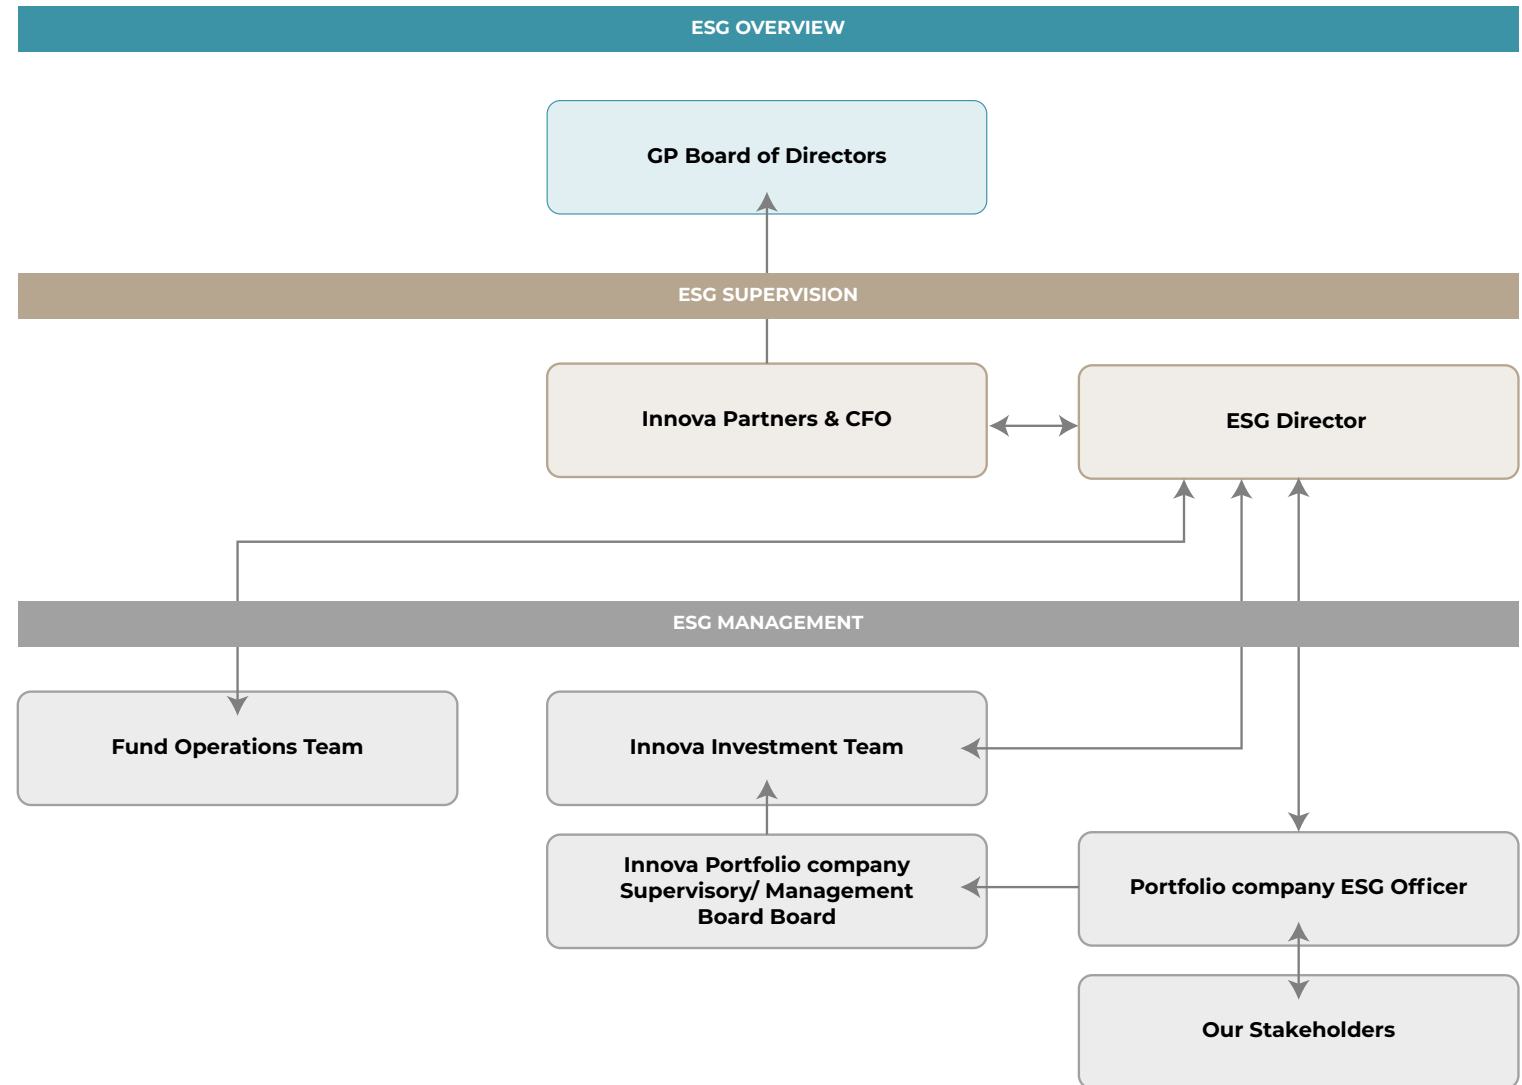 ESG OVERVIEW
GP Board of Directors
ESG SUPERVISION
Innova Partners & CFO
ESG Director
ESG MANAGEMENT
Fund Operations Team
Innova Investment Team
Innova Portfolio company
Supervisory/ Management
Board Board
Portfolio company ESG Officer
Our Stakeholders